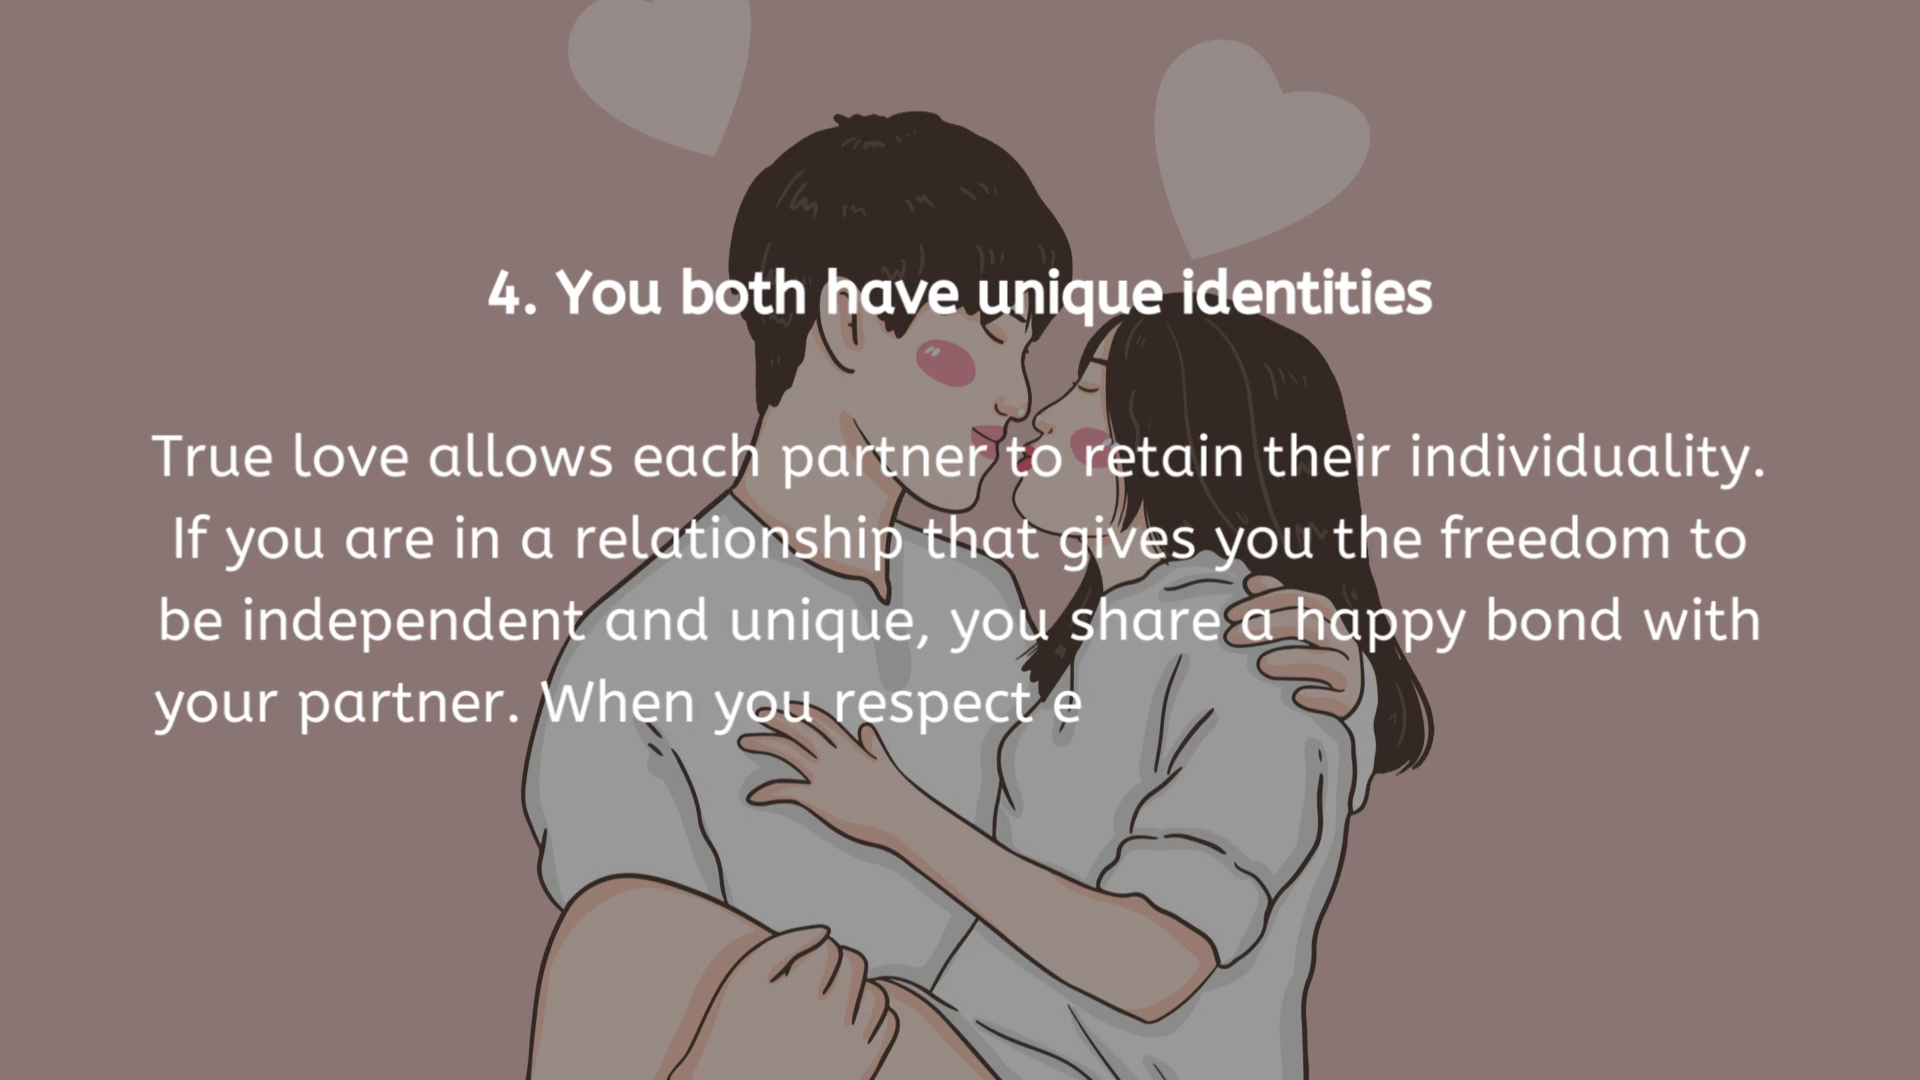 4. You both have unique identities
True love allows each partner to retain their individuality.
If you are in a relationship that gives you the freedom to
be independent and unique, you share a happy bond with
your partner. When you respect e